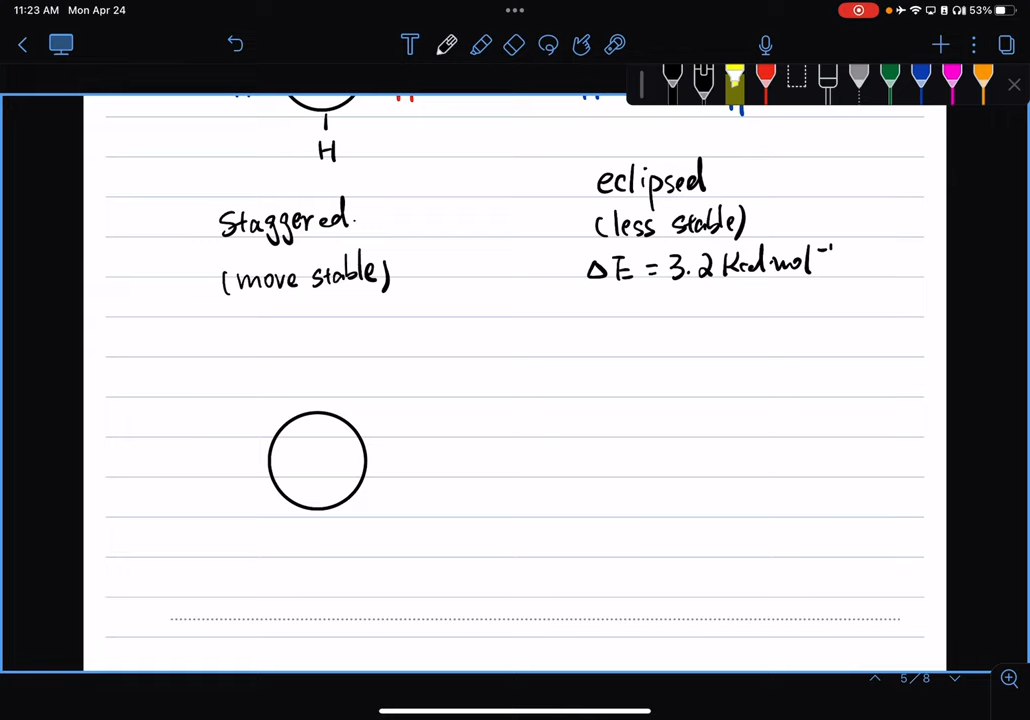 11:23 AM Mon Apr 24
53%
T
H
eclipsed
Staggered.
(less stable)
(move stable)
ΔE = 3.2 Kcal·mol⁻¹
5/8